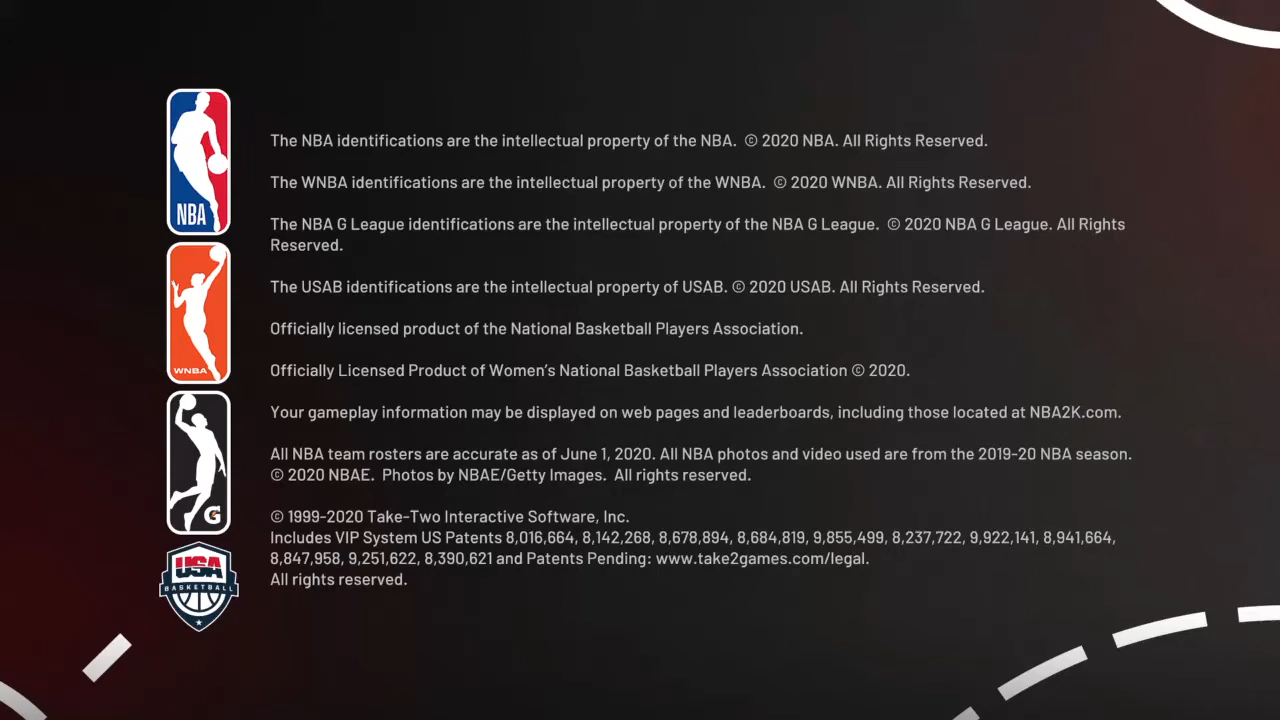 NBA
The NBA identifications are the intellectual property of the NBA. © 2020 NBA. All Rights Reserved.
The WNBA identifications are the intellectual property of the WNBA. © 2020 WNBA. All Rights Reserved.
The NBA G League identifications are the intellectual property of the NBA G League. © 2020 NBA G League. All Rights
Reserved.
WNBA
The USAB identifications are the intellectual property of USAB. © 2020 USAB. All Rights Reserved.
Officially licensed product of the National Basketball Players Association.
Officially Licensed Product of Women’s National Basketball Players Association © 2020.
G
Your gameplay information may be displayed on web pages and leaderboards, including those located at NBA2K.com.
All NBA team rosters are accurate as of June 1, 2020. All NBA photos and video used are from the 2019-20 NBA season.
© 2020 NBAE. Photos by NBAE/Getty Images. All rights reserved.
© 1999-2020 Take-Two Interactive Software, Inc.
Includes VIP System US Patents 8,016,664, 8,142,268, 8,678,894, 8,684,819, 9,855,499, 8,237,722, 9,922,141, 8,941,664,
8,847,958, 9,251,622, 8,390,621 and Patents Pending: www.take2games.com/legal.
All rights reserved.
USA
BASKETBALL